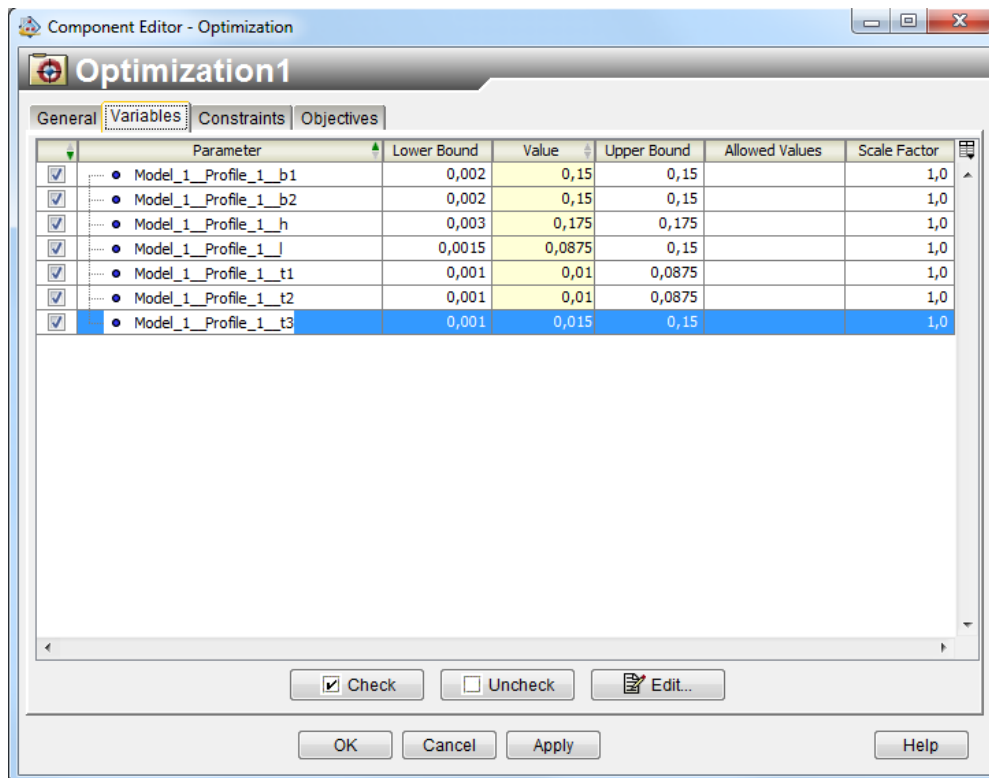 Component Editor - Optimization
Optimization1
General Variables Constraints Objectives
Parameter Lower Bound Value Upper Bound Allowed Values Scale Factor
Model_1__Profile_1__b1 0,002 0,15 0,15 1,0
Model_1__Profile_1__b2 0,002 0,15 0,15 1,0
Model_1__Profile_1__h 0,003 0,175 0,175 1,0
Model_1__Profile_1__l 0,0015 0,0875 0,15 1,0
Model_1__Profile_1__t1 0,001 0,01 0,0875 1,0
Model_1__Profile_1__t2 0,001 0,01 0,0875 1,0
Model_1__Profile_1__t3 0,001 0,015 0,15 1,0
Check Uncheck Edit...
OK Cancel Apply Help